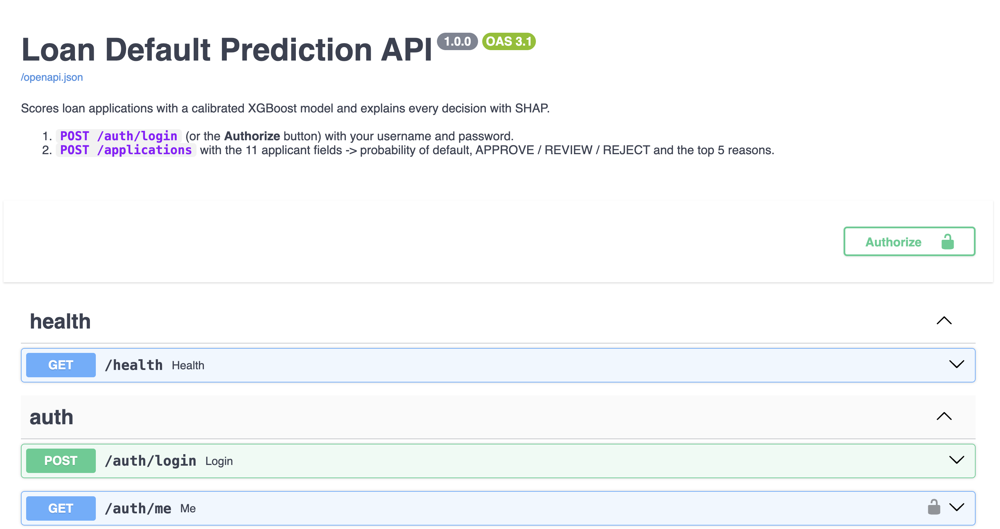 Loan Default Prediction API 1.0.0 OAS 3.1
/openapi.json
Scores loan applications with a calibrated XGBoost model and explains every decision with SHAP.
1. POST /auth/login (or the Authorize button) with your username and password.
2. POST /applications with the 11 applicant fields -> probability of default, APPROVE / REVIEW / REJECT and the top 5 reasons.
Authorize
health
GET /health Health
auth
POST /auth/login Login
GET /auth/me Me